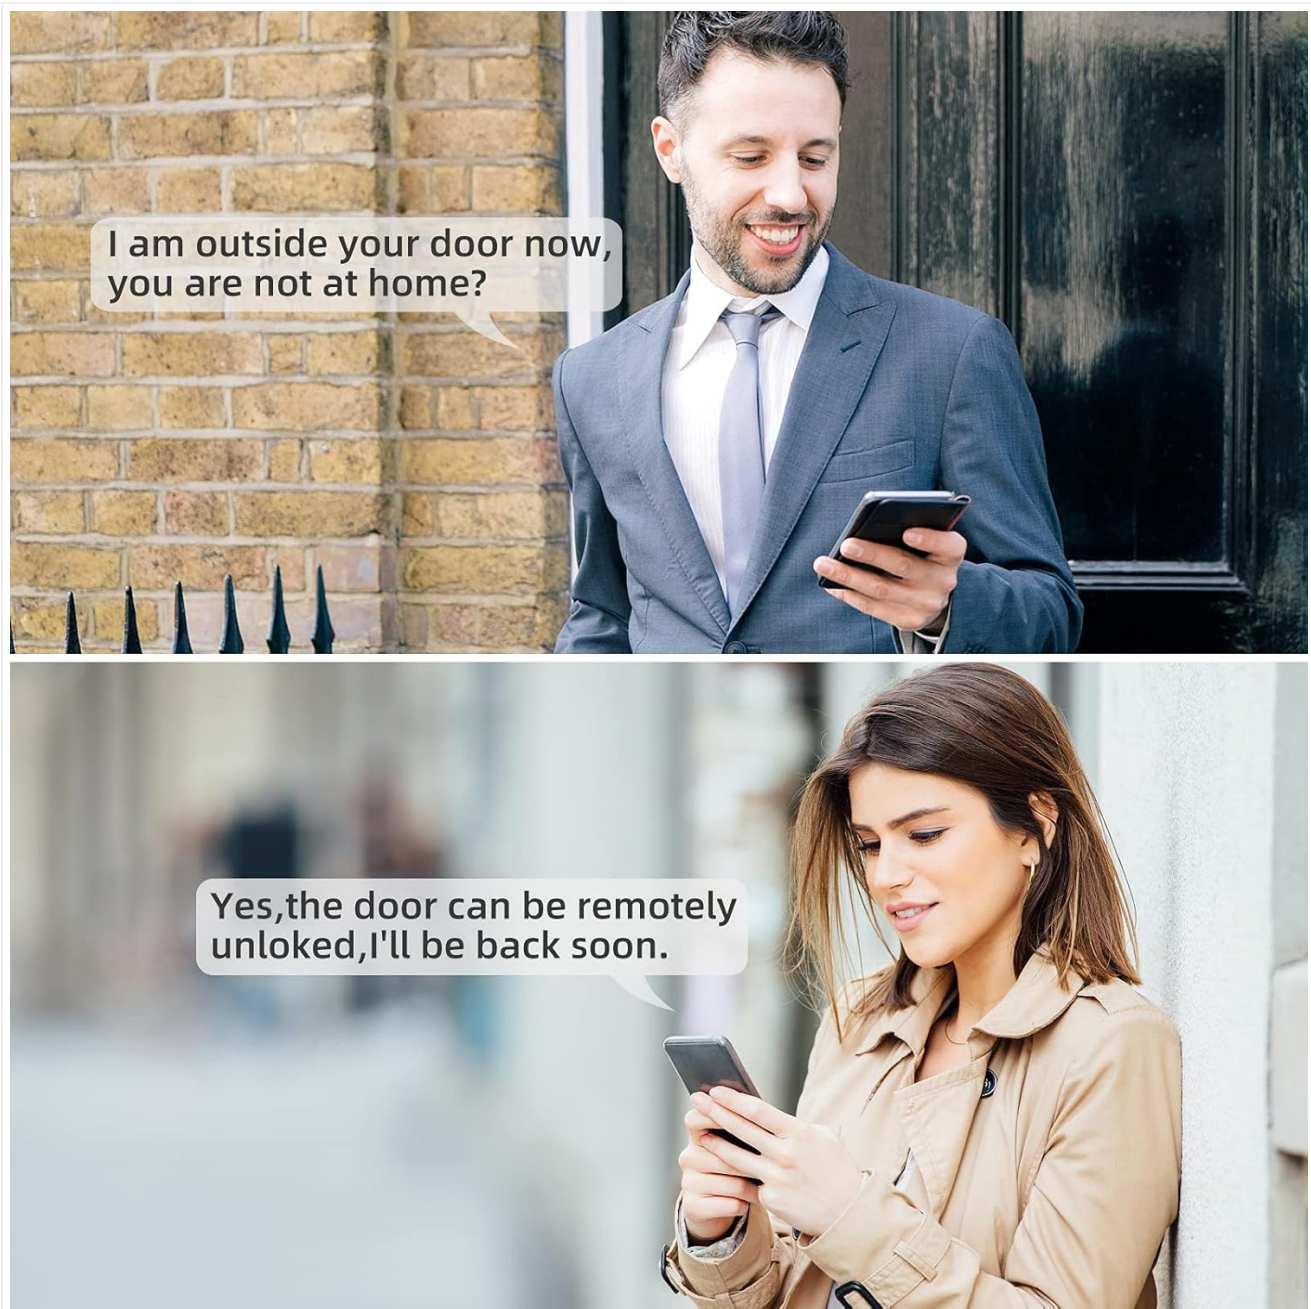 I am outside your door now,
you are not at home?
Yes,the door can be remotely
unloked,I'll be back soon.